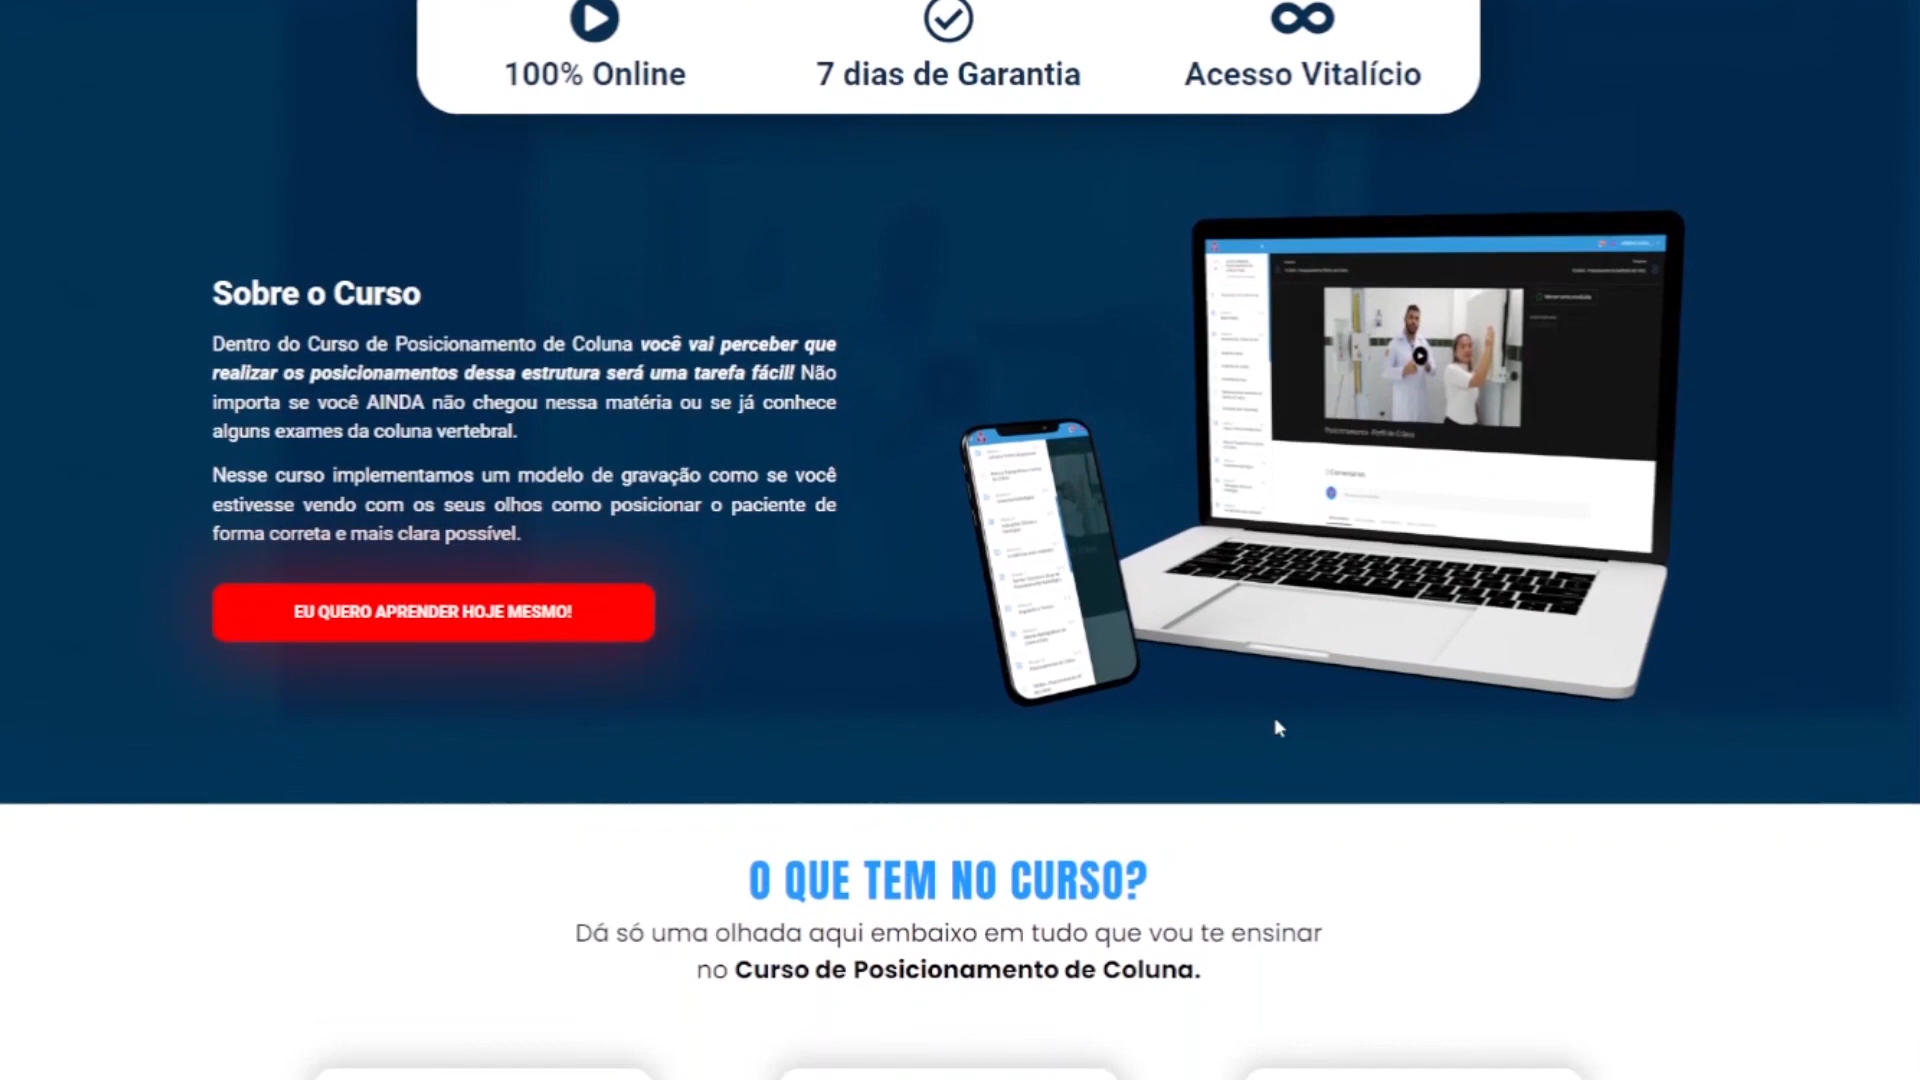 100% Online
7 dias de Garantia
Acesso Vitalício
Sobre o Curso
Dentro do Curso de Posicionamento de Coluna você vai perceber que
realizar os posicionamentos dessa estrutura será uma tarefa fácil! Não
importa se você AINDA não chegou nessa matéria ou se já conhece
alguns exames da coluna vertebral.
Nesse curso implementamos um modelo de gravação como se você
estivesse vendo com os seus olhos como posicionar o paciente de
forma correta e mais clara possível.
EU QUERO APRENDER HOJE MESMO!
O QUE TEM NO CURSO?
Dá só uma olhada aqui embaixo em tudo que vou te ensinar
no Curso de Posicionamento de Coluna.